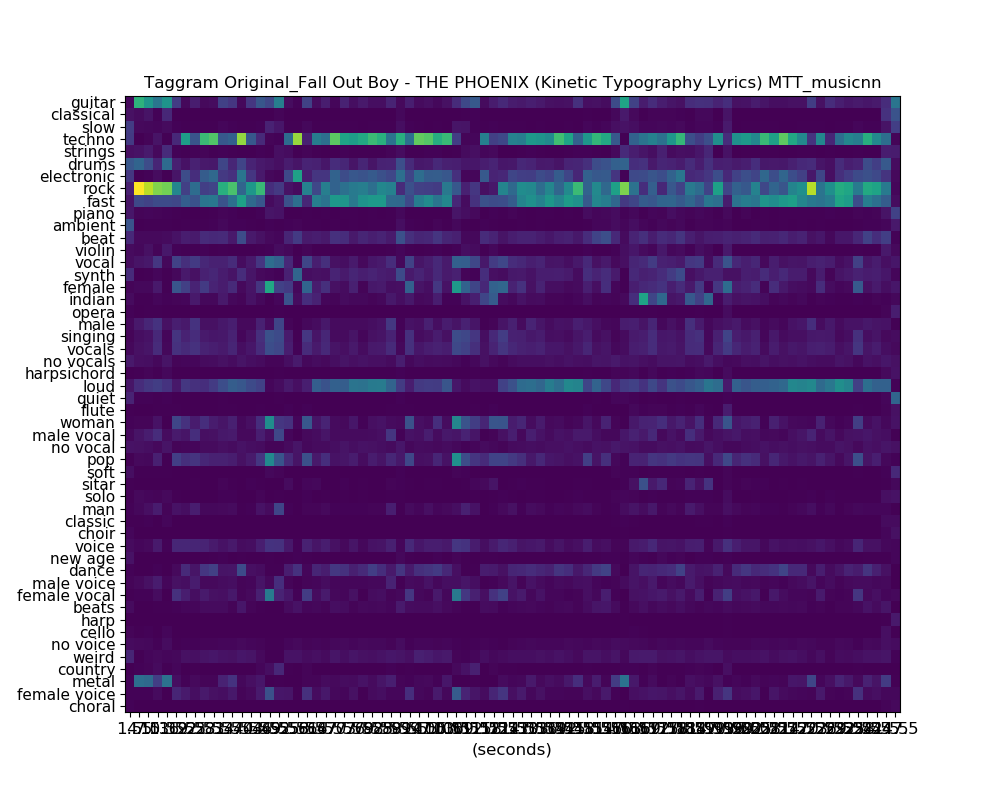 Taggram Original_Fall Out Boy - THE PHOENIX (Kinetic Typography Lyrics) MTT_musicnn
guitar
classical
slow
techno
strings
drums
electronic
rock
fast
piano
ambient
beat
violin
vocal
synth
female
indian
opera
male
singing
vocals
no vocals
harpsichord
loud
quiet
flute
woman
male vocal
no vocal
pop
soft
sitar
solo
man
classic
choir
voice
new age
dance
male voice
female vocal
beats
harp
cello
no voice
weird
country
metal
female voice
choral
(seconds)